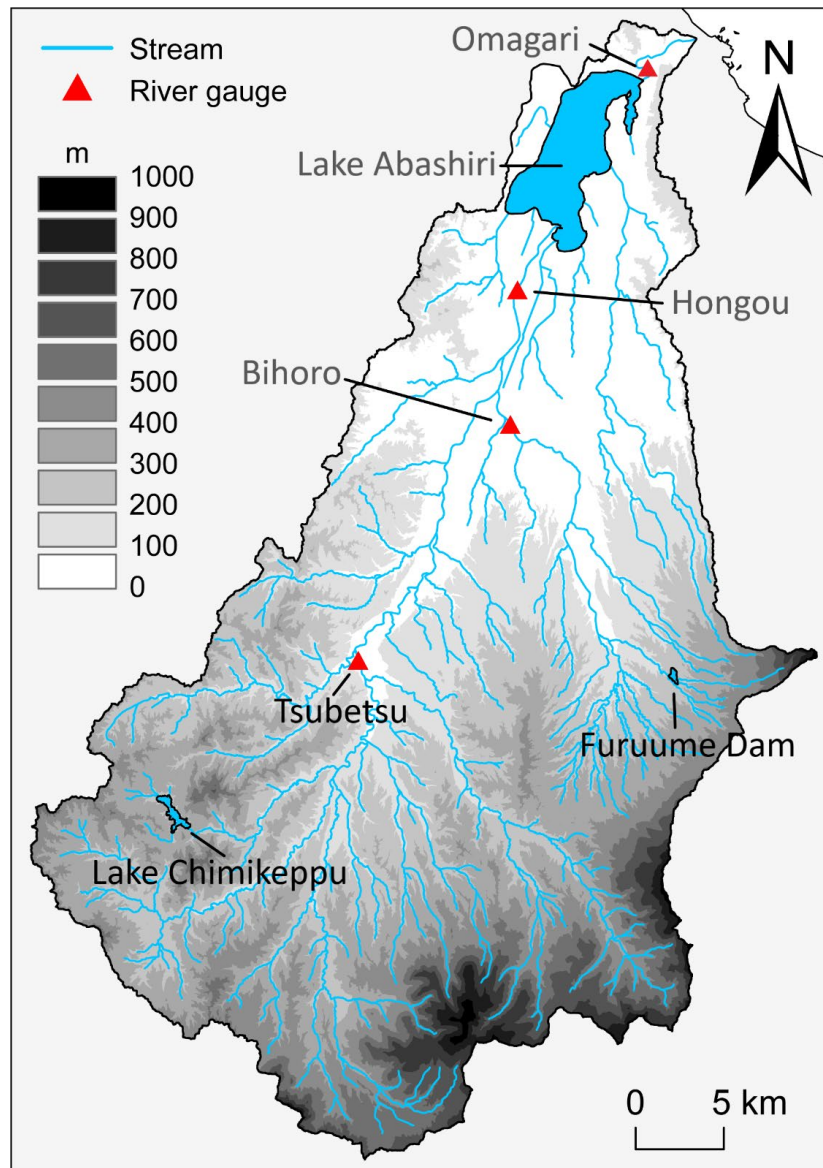 Stream
River gauge
m
1000
900
800
700
600
500
400
300
200
100
0
Omagari
N
Lake Abashiri
Hongou
Bihoro
Tsubetsu
Furuume Dam
Lake Chimikeppu
0 5 km